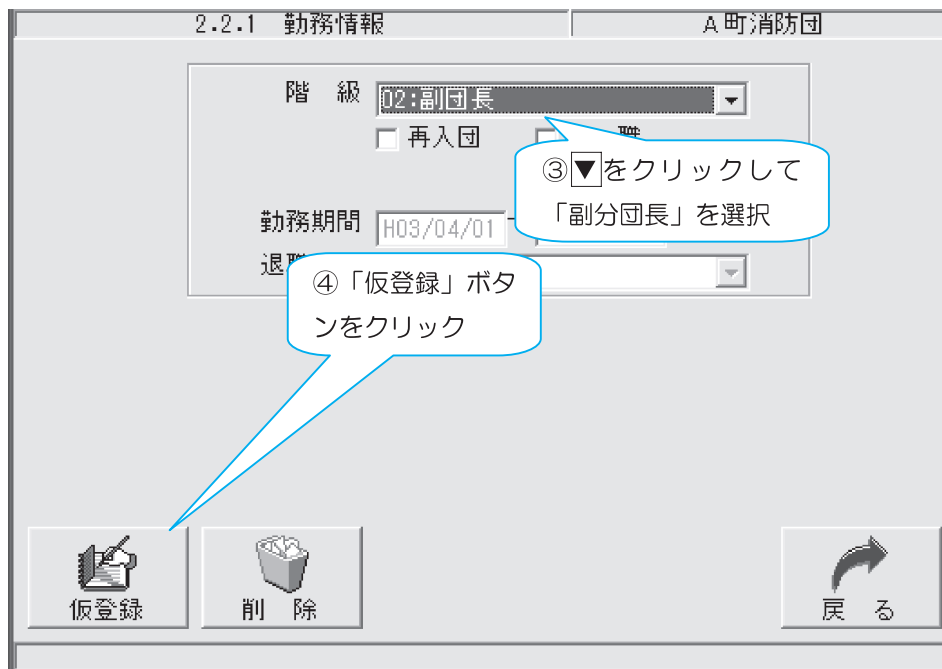 2.2.1 勤務情報 A町消防団
階 級 02:副団長
再入団 職
③▼をクリックして
「副分団長」を選択
勤務期間 H03/04/01
退職
④「仮登録」ボタ
ンをクリック
仮登録 削 除 戻 る